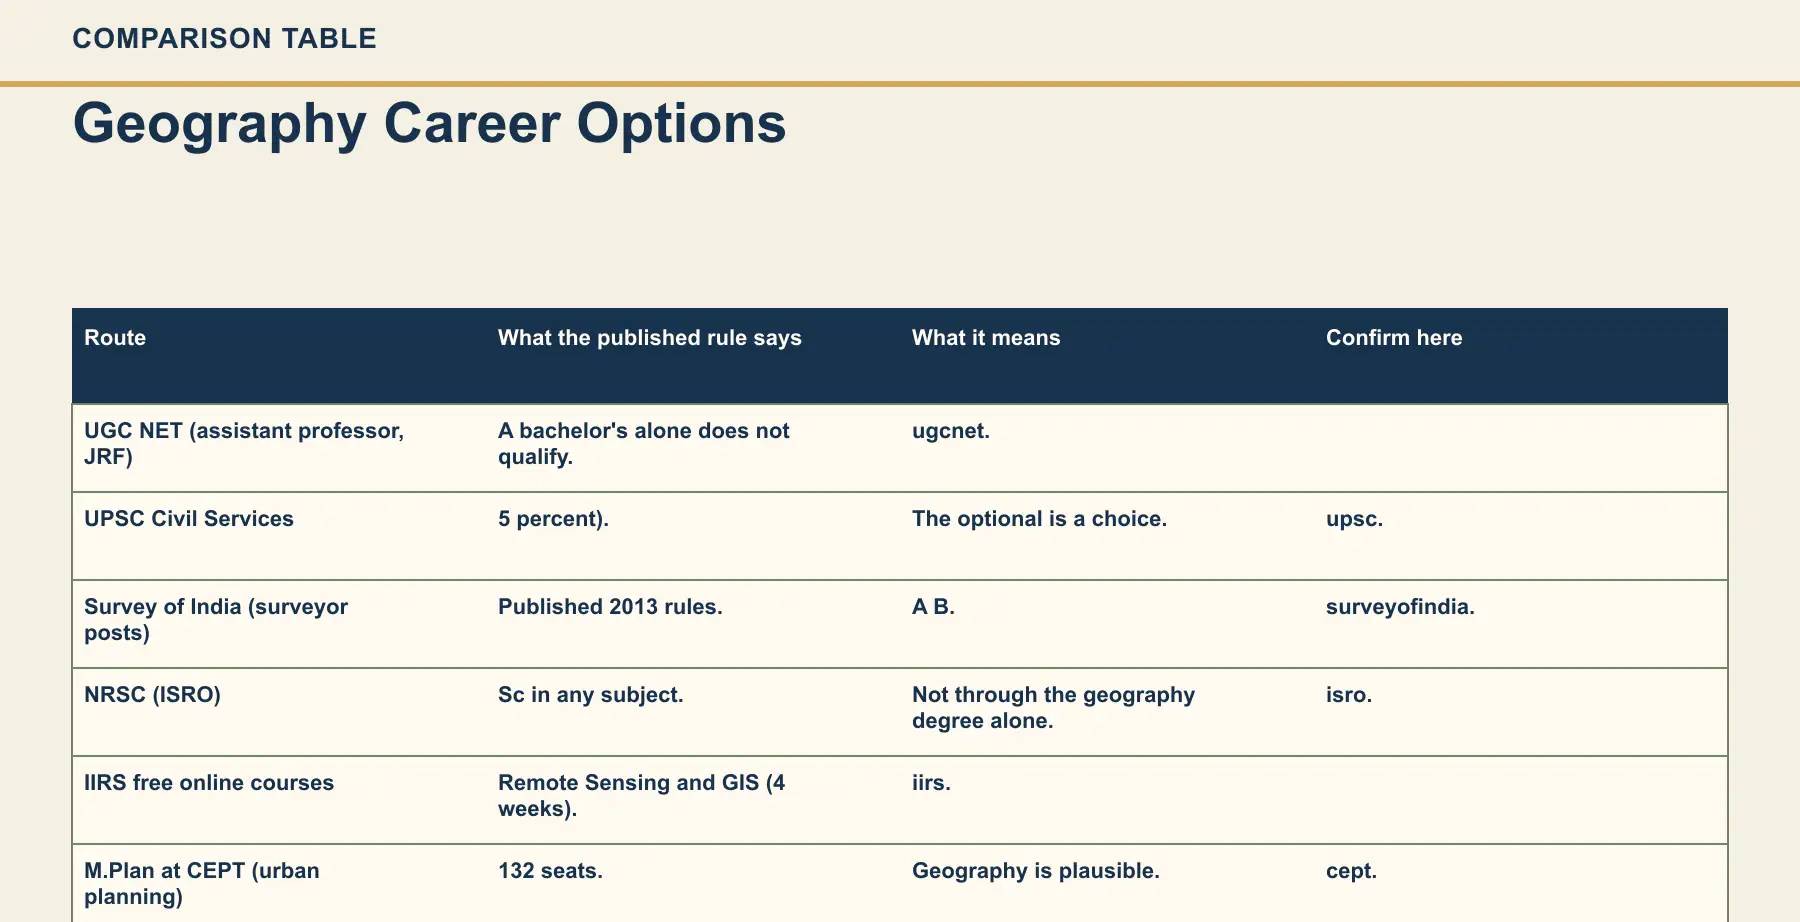 COMPARISON TABLE
Geography Career Options
Route
What the published rule says
What it means
Confirm here
UGC NET (assistant professor,
JRF)
A bachelor's alone does not
qualify.
ugcnet.
UPSC Civil Services
5 percent).
The optional is a choice.
upsc.
Survey of India (surveyor
posts)
Published 2013 rules.
A B.
surveyofindia.
NRSC (ISRO)
Sc in any subject.
Not through the geography
degree alone.
isro.
IIRS free online courses
Remote Sensing and GIS (4
weeks).
iirs.
M.Plan at CEPT (urban
planning)
132 seats.
Geography is plausible.
cept.